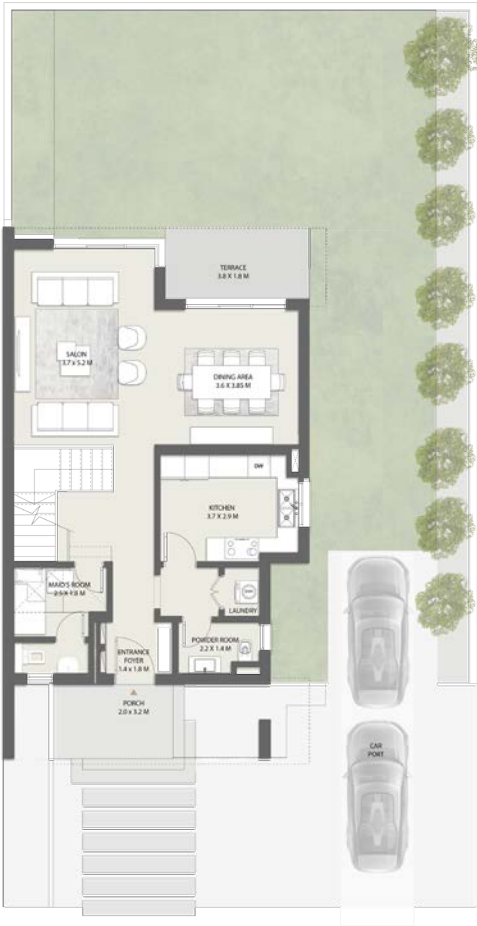 TERRACE
3.8 X 1.8 M
SALON
3.7 x 5.2 M
DINING AREA
3.6 X 3.85 M
DW
KITCHEN
3.7 X 2.9 M
MAID'S ROOM
2.5 X 1.8 M
LAUNDRY
POWDER ROOM
2.2 X 1.4 M
ENTRANCE
FOYER
1.4 x 1.8 M
PORCH
2.0 x 3.2 M
CAR
PORT